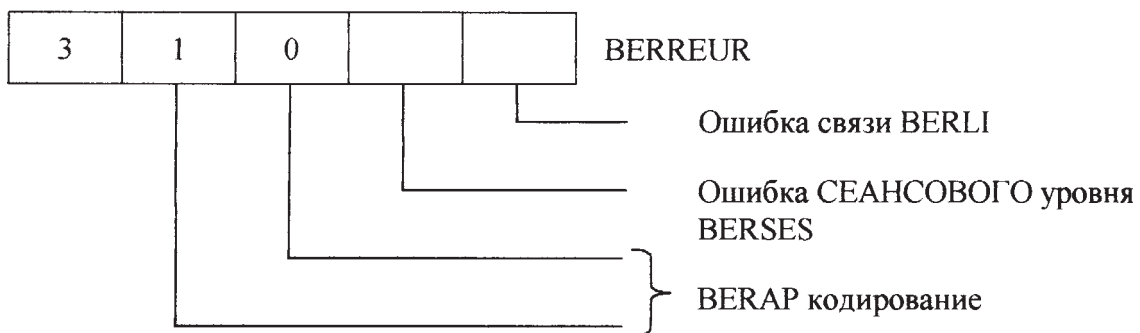 3 1 0 BERREUR
Ошибка связи BERLI
Ошибка СЕАНСОВОГО уровня
BERSES
BERAP кодирование